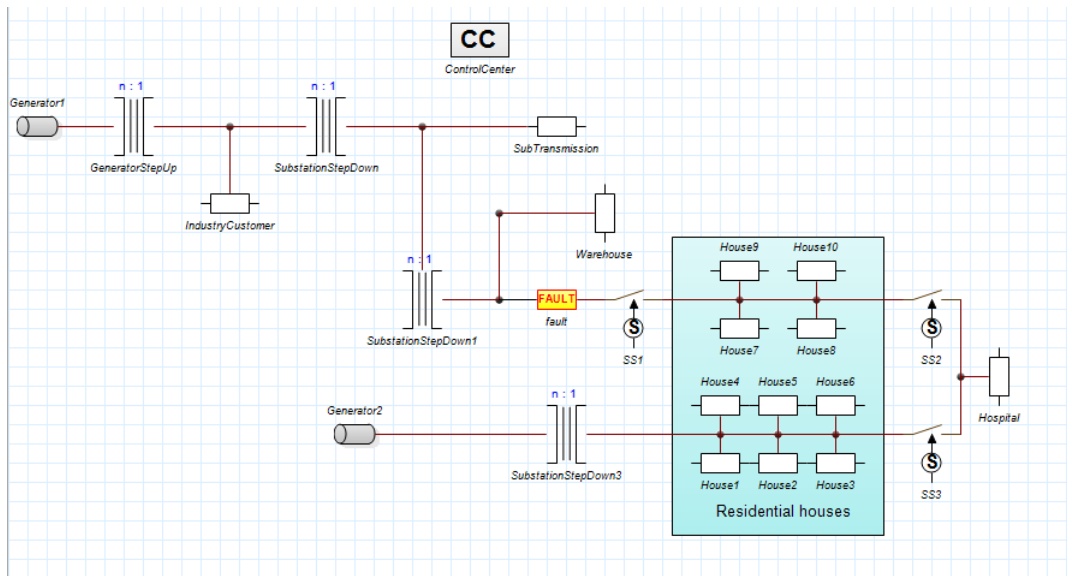 CC
ControlCenter
n : 1
n : 1
Generator1
GeneratorStepUp
SubstationStepDown
SubTransmission
IndustryCustomer
Warehouse
House9
House10
n : 1
FAULT
fault
SubstationStepDown1
S
SS1
House7
House8
S
SS2
House4
House5
House6
n : 1
Generator2
Hospital
SubstationStepDown3
House1
House2
House3
S
SS3
Residential houses